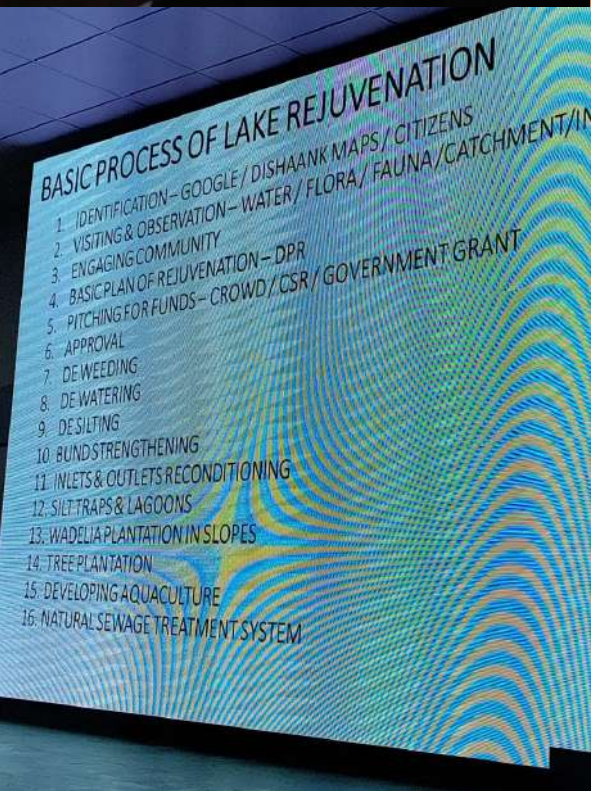 BASIC PROCESS OF LAKE REJUVENATION
1. IDENTIFICATION – GOOGLE / DISHAANK MAPS / CITIZENS
2. VISITING & OBSERVATION – WATER / FLORA / FAUNA / CATCHMENT/
3. ENGAGING COMMUNITY
4. BASIC PLAN OF REJUVENATION – DPR
5. PITCHING FOR FUNDS – CROWD / CSR / GOVERNMENT GRANT
6. APPROVAL
7. DE WEEDING
8. DE WATERING
9. DE SILTING
10. BUND STRENGTHENING
11. INLETS & OUTLETS RECONDITIONING
12. SILT TRAPS & LAGOONS
13. WADELIA PLANTATION IN SLOPES
14. TREE PLANTATION
15. DEVELOPING AQUACULTURE
16. NATURAL SEWAGE TREATMENT SYSTEM